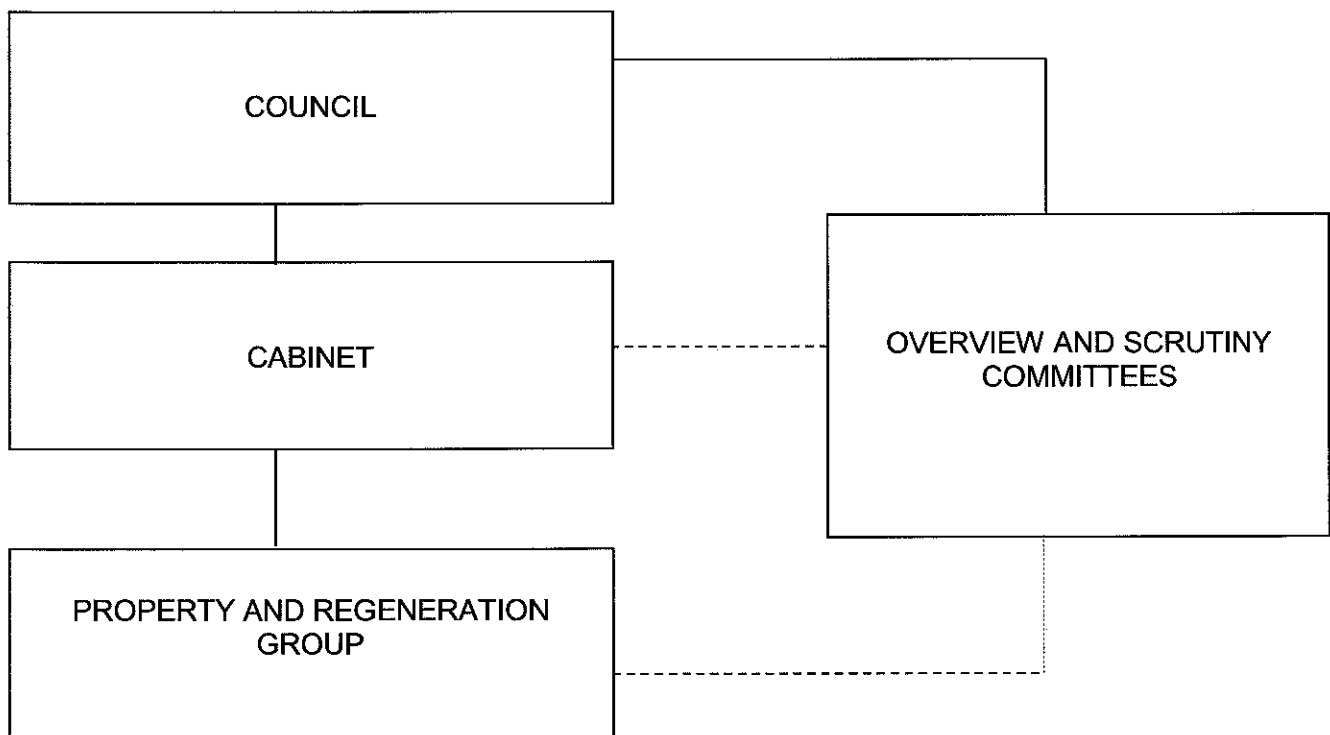 COUNCIL
CABINET
OVERVIEW AND SCRUTINY
COMMITTEES
PROPERTY AND REGENERATION
GROUP